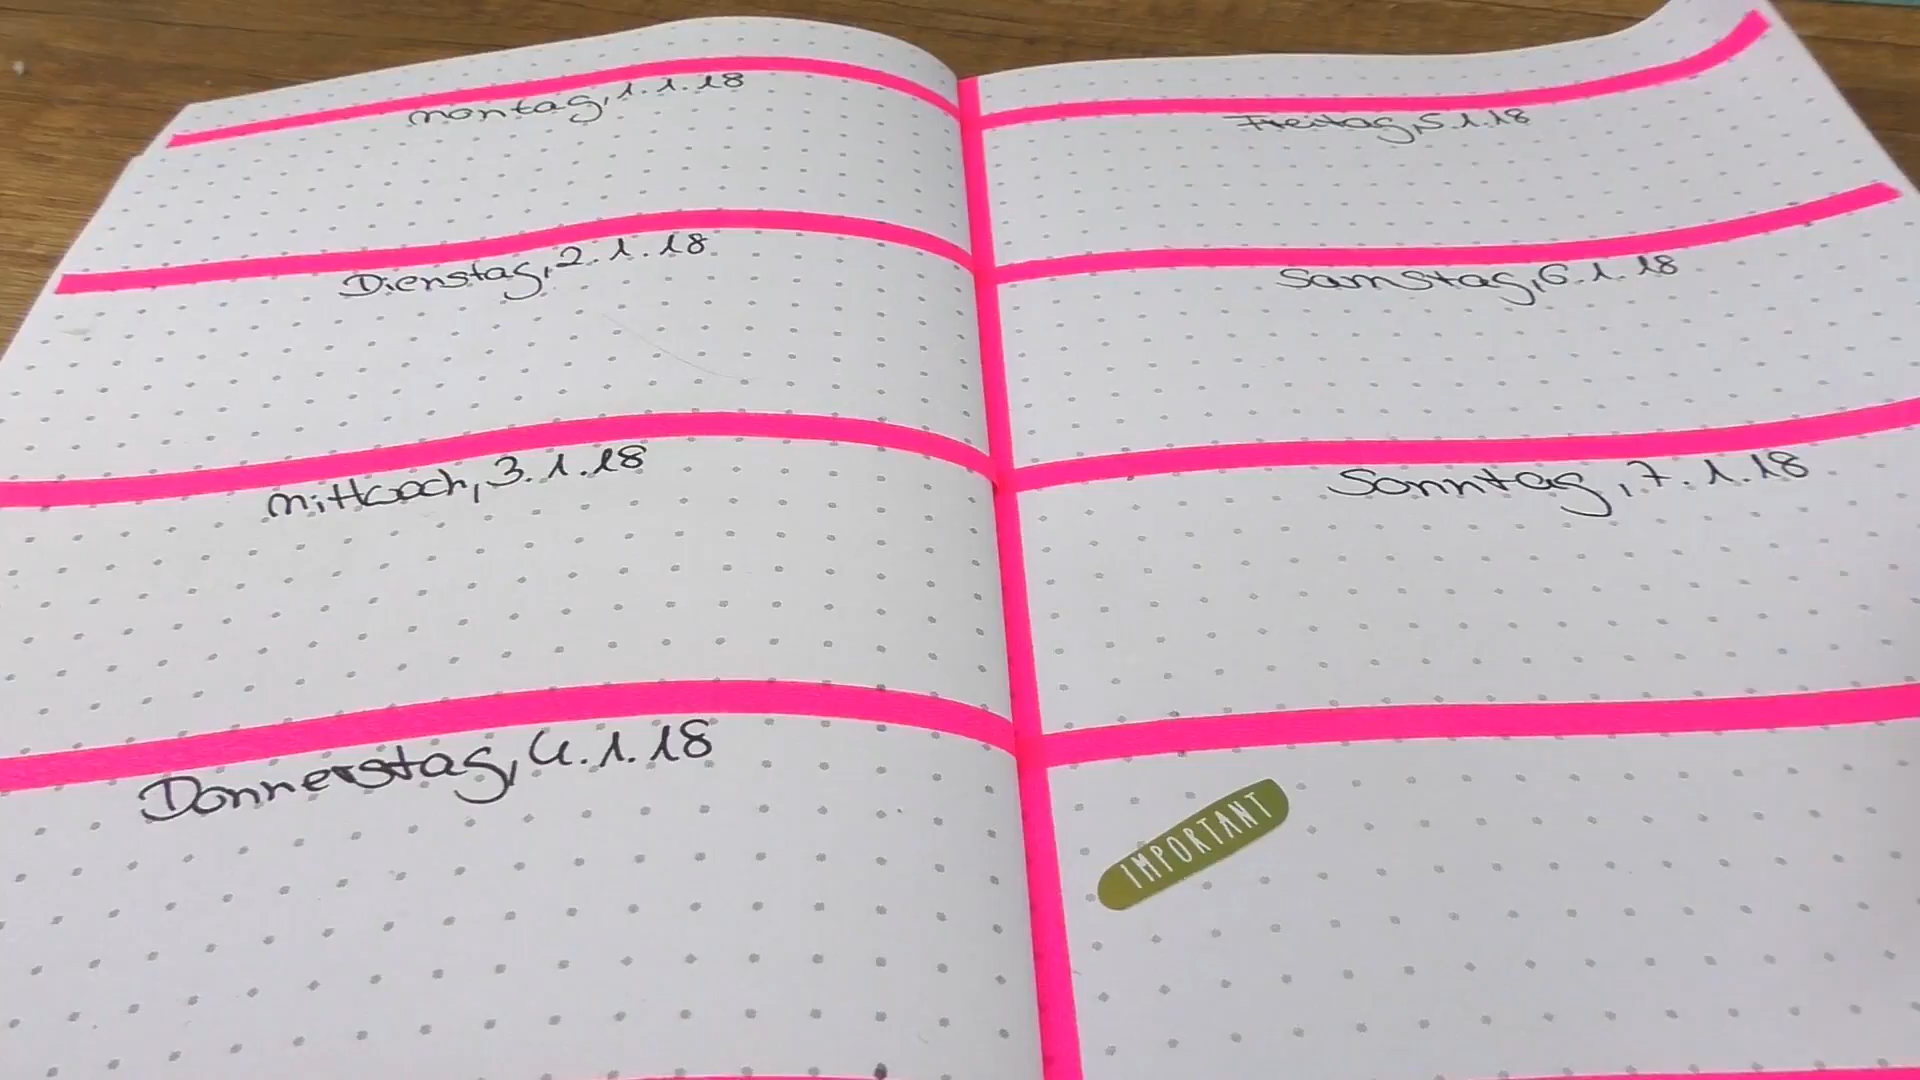 Montag, 1.1.18
Dienstag, 2.1.18
Mittwoch, 3.1.18
Donnerstag, 4.1.18
Freitag, 5.1.18
Samstag, 6.1.18
Sonntag, 7.1.18
IMPORTANT